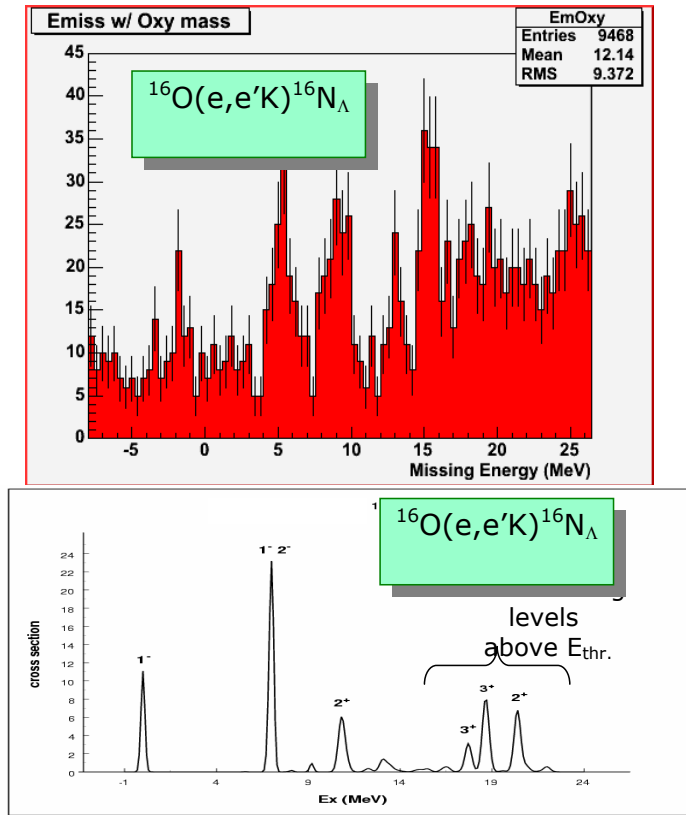 Emiss w/ Oxy mass
EmOxy
Entries 9468
Mean 12.14
RMS 9.372
¹⁶O(e,e’K)¹⁶N_Λ
45
40
35
30
25
20
15
10
5
0
-5 0 5 10 15 20 25
Missing Energy (MeV)
¹⁶O(e,e’K)¹⁶N_Λ
levels
above E_thr.
cross section
24
22
20
18
16
14
12
10
8
6
4
2
0
1⁻
1⁻ 2⁻
2⁺
3⁺
3⁺
2⁺
-1 4 9 14 19 24
Ex (MeV)